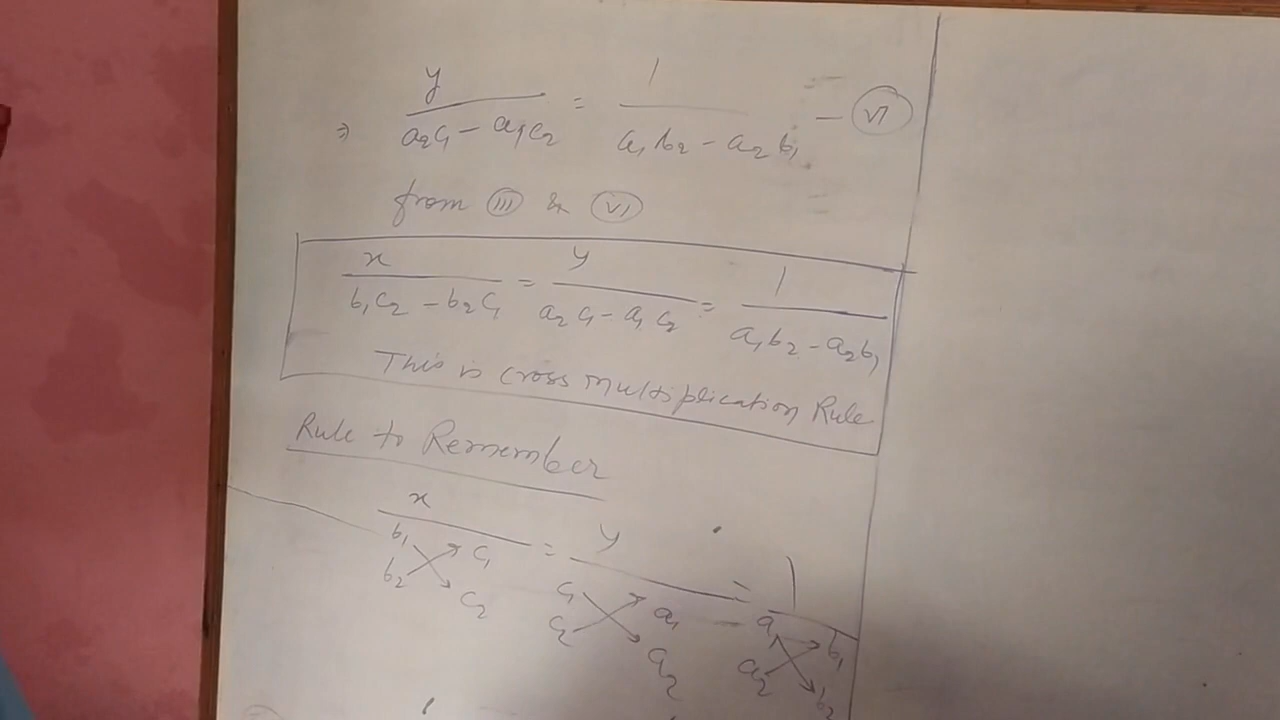 ⇒ y/(a₂c₁ - a₁c₂) = 1/(a₁b₂ - a₂b₁) - (VI)
from (III) & (VI)
x/(b₁c₂ - b₂c₁) = y/(a₂c₁ - a₁c₂) = 1/(a₁b₂ - a₂b₁)
This is cross multiplication Rule
Rule to Remember
x = y = 1
b₁ c₁ c₁ a₁ a₁ b₁
b₂ c₂ c₂ a₂ a₂ b₂